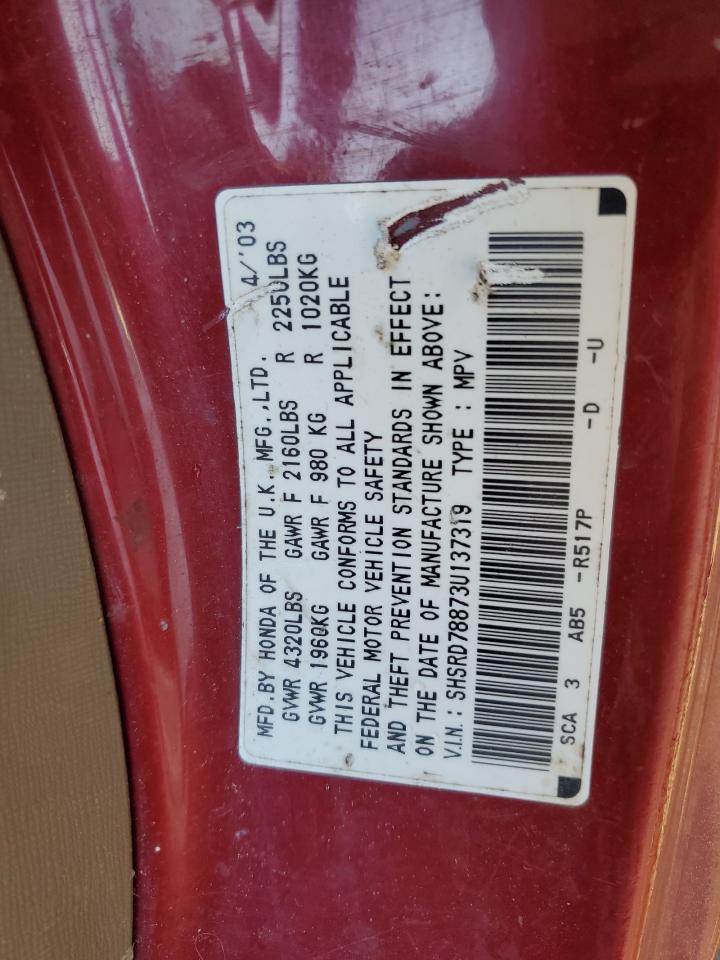 MFD.BY HONDA OF THE U.K. MFG.,LTD. 4/'03
GVWR 4320LBS GAWR F 2160LBS R 2250LBS
GVWR 1960KG GAWR F 980 KG R 1020KG
THIS VEHICLE CONFORMS TO ALL APPLICABLE
FEDERAL MOTOR VEHICLE SAFETY
AND THEFT PREVENTION STANDARDS IN EFFECT
ON THE DATE OF MANUFACTURE SHOWN ABOVE:
V.I.N.: SHSRD78873U137319 TYPE : MPV
SCA 3 AB5 -R517P -D -U